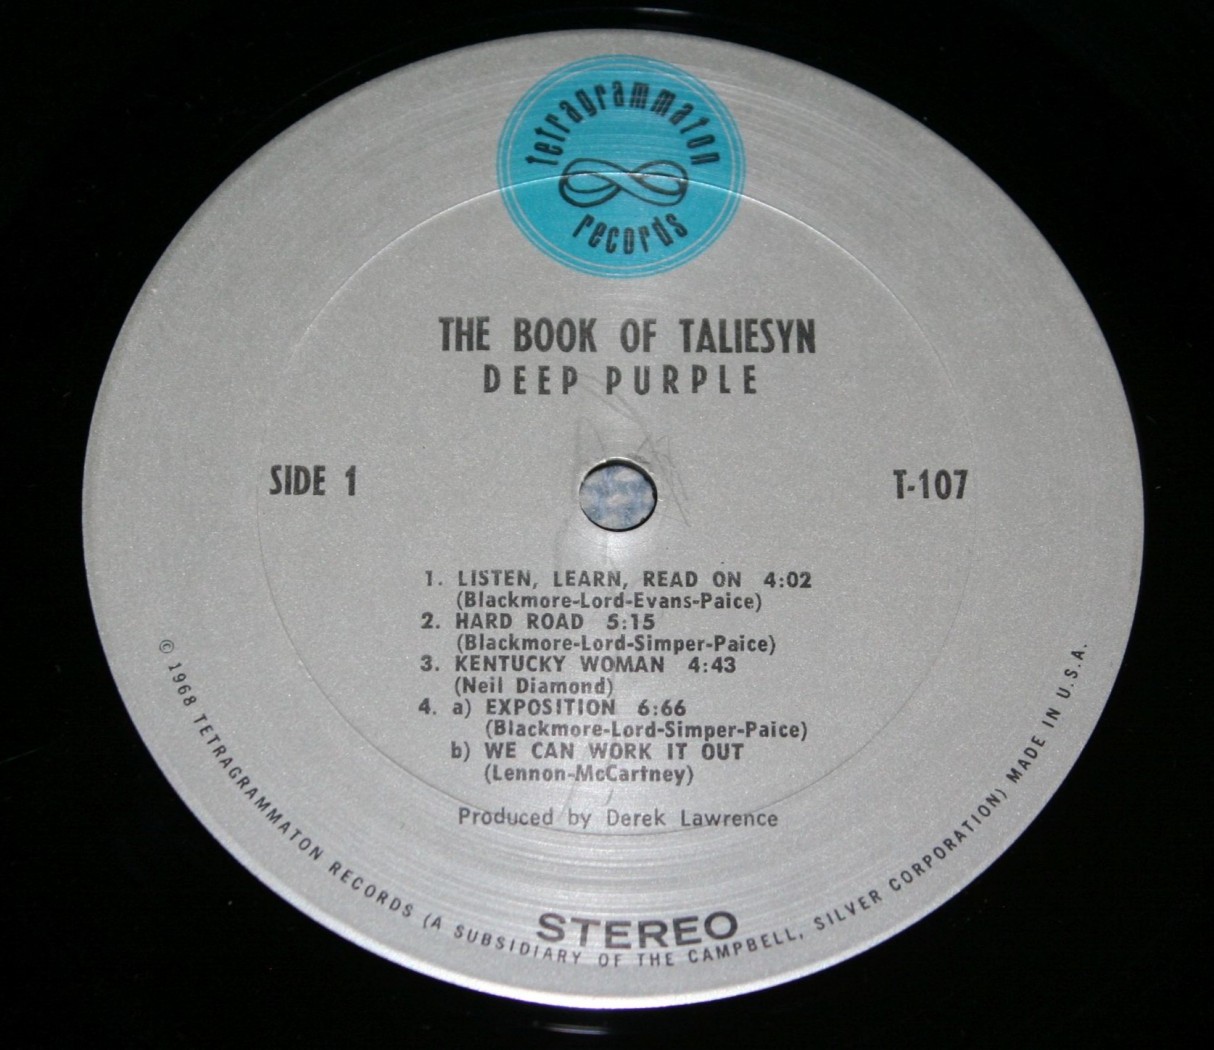 tetragrammaton
records
THE BOOK OF TALIESYN
DEEP PURPLE
SIDE 1
T-107
1. LISTEN, LEARN, READ ON 4:02
(Blackmore-Lord-Evans-Paice)
2. HARD ROAD 5:15
(Blackmore-Lord-Simper-Paice)
3. KENTUCKY WOMAN 4:43
(Neil Diamond)
4. a) EXPOSITION 6:66
(Blackmore-Lord-Simper-Paice)
b) WE CAN WORK IT OUT
(Lennon-McCartney)
Produced by Derek Lawrence
STEREO
© 1968 TETRAGRAMMATON RECORDS (A SUBSIDIARY OF THE CAMPBELL, SILVER CORPORATION) MADE IN U.S.A.